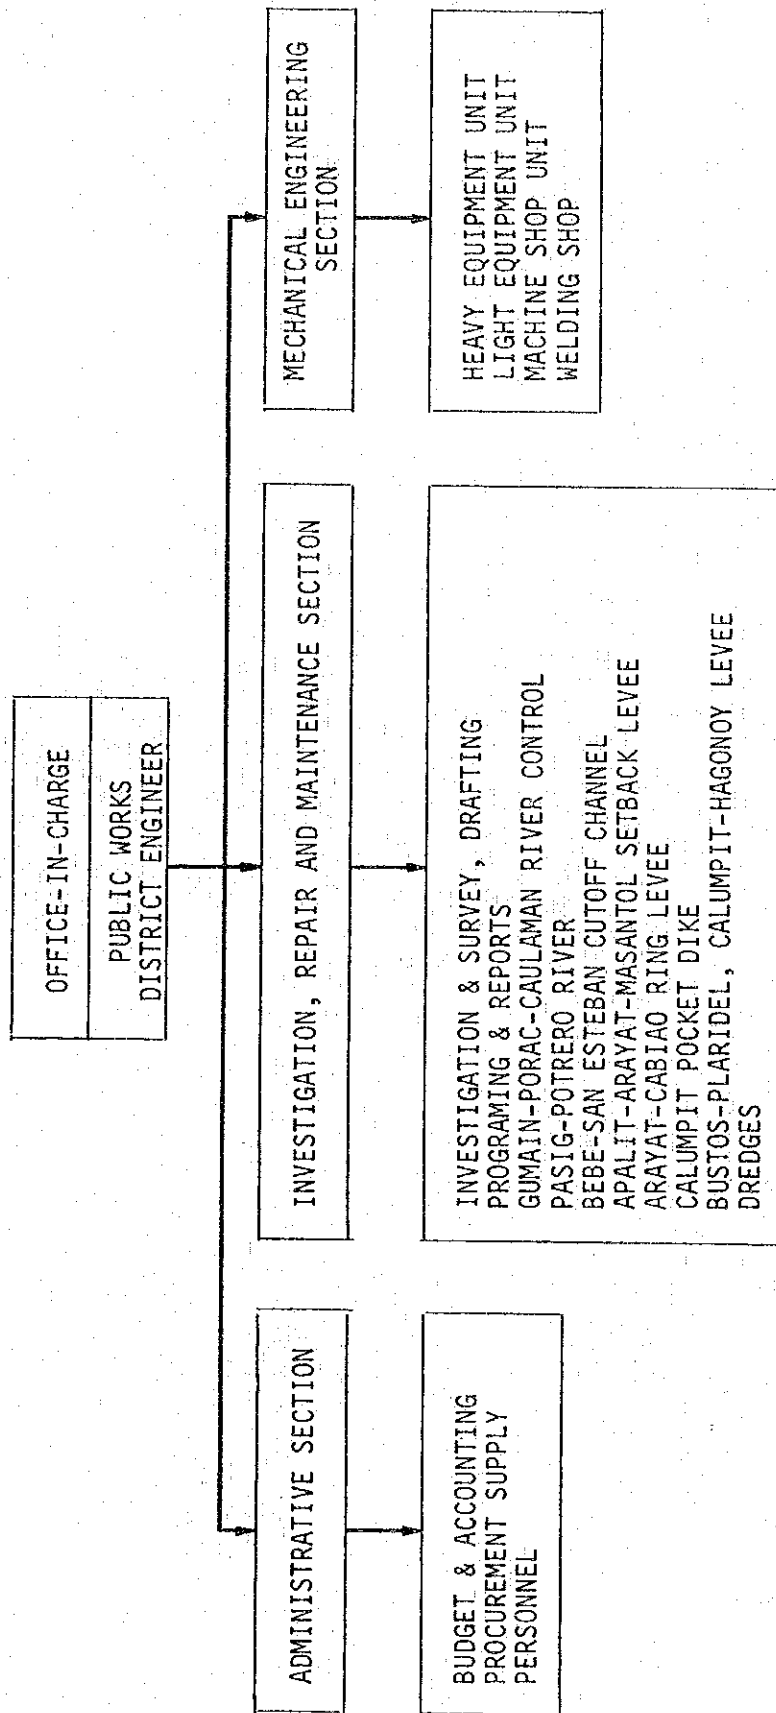 OFFICE-IN-CHARGE
PUBLIC WORKS
DISTRICT ENGINEER
ADMINISTRATIVE SECTION
BUDGET & ACCOUNTING
PROCUREMENT SUPPLY
PERSONNEL
INVESTIGATION, REPAIR AND MAINTENANCE SECTION
INVESTIGATION & SURVEY, DRAFTING
PROGRAMING & REPORTS
GUMAIN-PORAC-CAULAMAN RIVER CONTROL
PASIG-POTRERO RIVER
BEBE-SAN ESTEBAN CUTOFF CHANNEL
APALIT-ARAYAT-MASANTOL SETBACK LEVEE
ARAYAT-CABIAO RING LEVEE
CALUMPIT POCKET DIKE
BUSTOS-PLARIDEL, CALUMPIT-HAGONOY LEVEE
DREDGES
MECHANICAL ENGINEERING
SECTION
HEAVY EQUIPMENT UNIT
LIGHT EQUIPMENT UNIT
MACHINE SHOP UNIT
WELDING SHOP